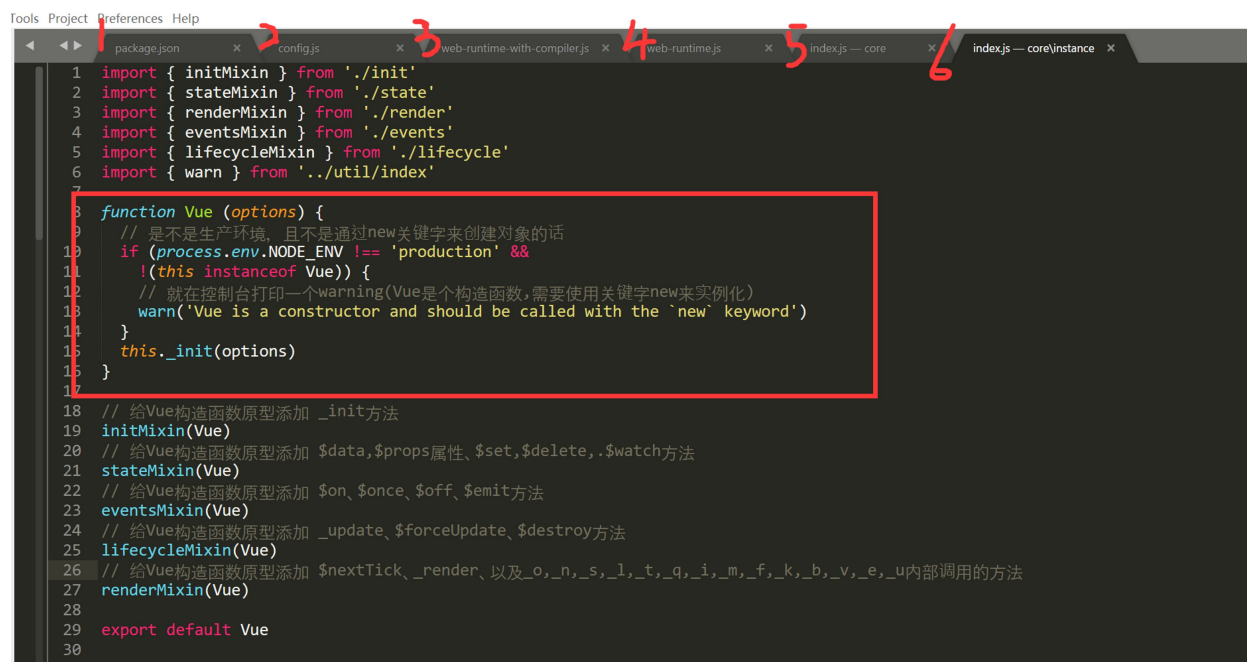 Tools Project Preferences Help
1 2 3 4 5 6
package.json × config.js × web-runtime-with-compiler.js × web-runtime.js × index.js — core × index.js — core\instance ×
1 import { initMixin } from './init'
2 import { stateMixin } from './state'
3 import { renderMixin } from './render'
4 import { eventsMixin } from './events'
5 import { lifecycleMixin } from './lifecycle'
6 import { warn } from '../util/index'
7
8 function Vue (options) {
9 // 是不是生产环境，且不是通过new关键字来创建对象的话
10 if (process.env.NODE_ENV !== 'production' &&
11 !(this instanceof Vue)) {
12 // 就在控制台打印一个warning(Vue是个构造函数,需要使用关键字new来实例化)
13 warn('Vue is a constructor and should be called with the `new` keyword')
14 }
15 this._init(options)
16 }
17
18 // 给Vue构造函数原型添加 _init方法
19 initMixin(Vue)
20 // 给Vue构造函数原型添加 $data,$props属性、$set,$delete,.$watch方法
21 stateMixin(Vue)
22 // 给Vue构造函数原型添加 $on、$once、$off、$emit方法
23 eventsMixin(Vue)
24 // 给Vue构造函数原型添加 _update、$forceUpdate、$destroy方法
25 lifecycleMixin(Vue)
26 // 给Vue构造函数原型添加 $nextTick、_render、以及_o,_n,_s,_l,_t,_q,_i,_m,_f,_k,_b,_v,_e,_u内部调用的方法
27 renderMixin(Vue)
28
29 export default Vue
30